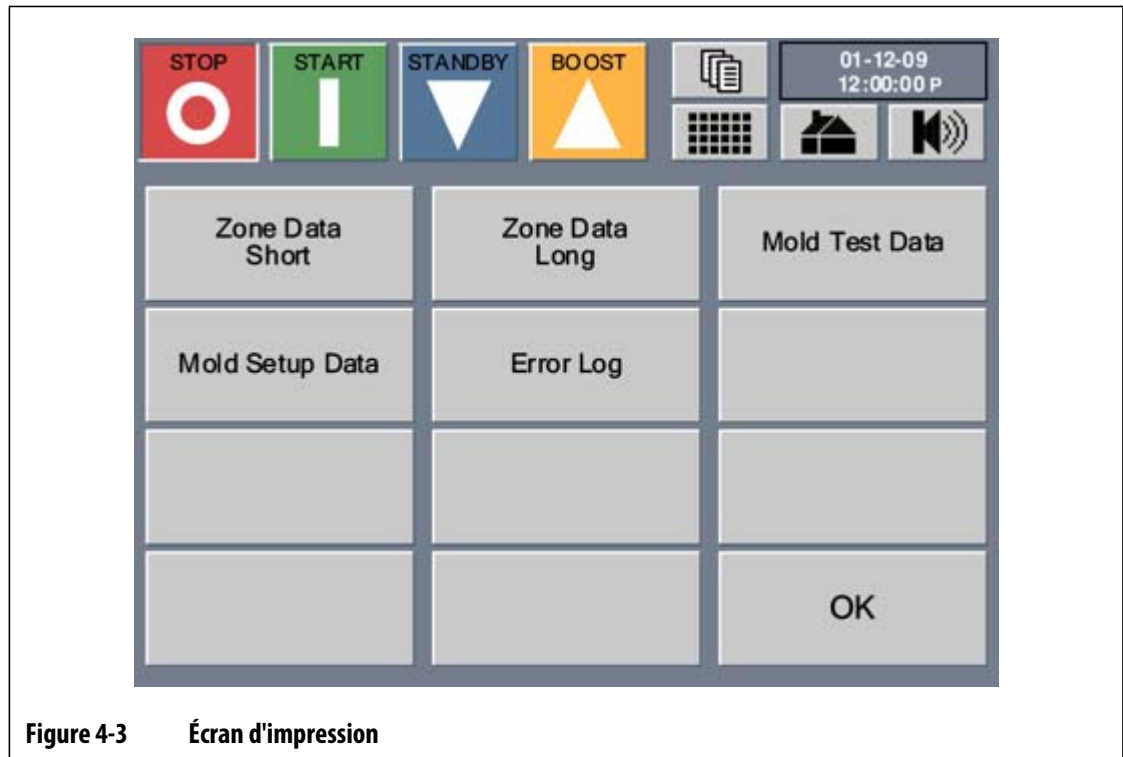 STOP START STANDBY BOOST
01-12-09
12:00:00 P
Zone Data
Short
Zone Data
Long
Mold Test Data
Mold Setup Data
Error Log
OK
Figure 4-3 Écran d'impression